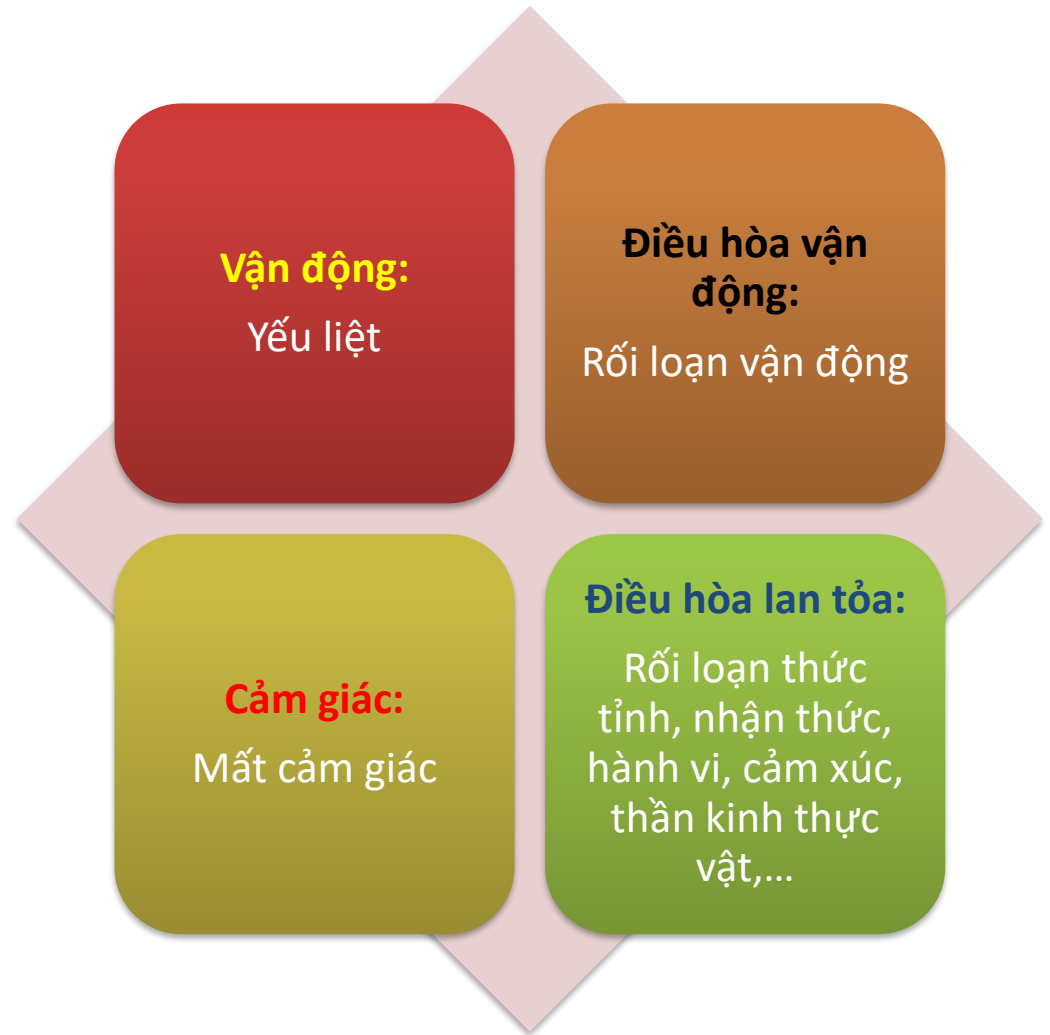 Vận động:
Yếu liệt
Điều hòa vận
động:
Rối loạn vận động
Cảm giác:
Mất cảm giác
Điều hòa lan tỏa:
Rối loạn thức
tỉnh, nhận thức,
hành vi, cảm xúc,
thần kinh thực
vật,...